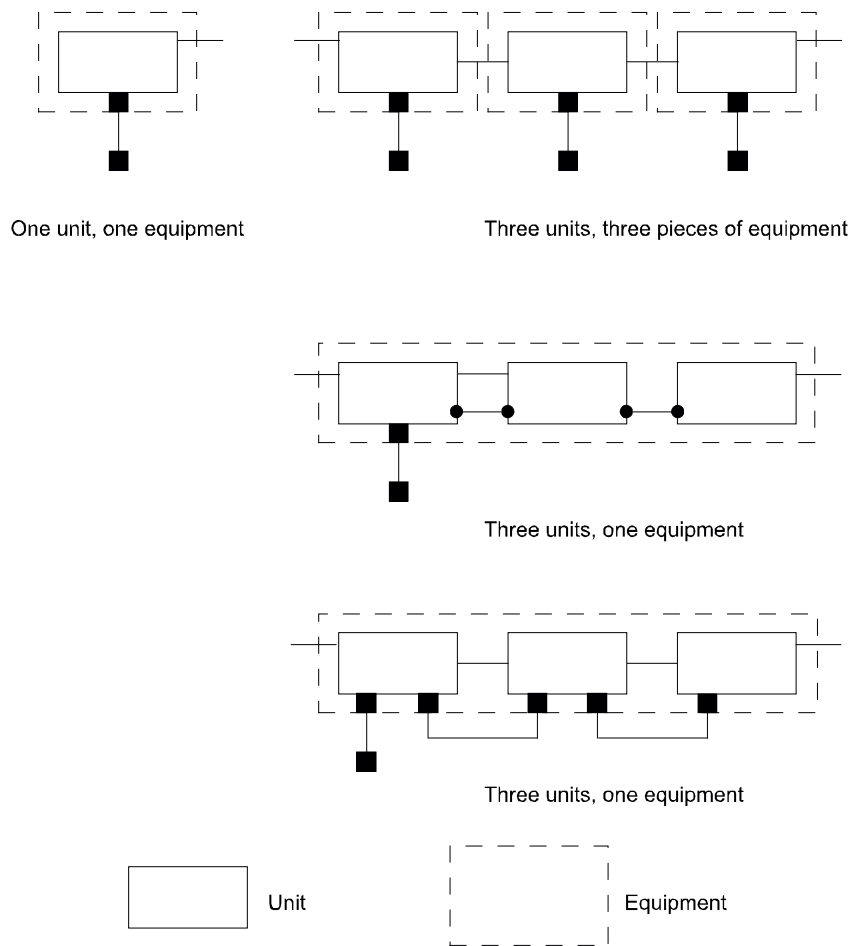 One unit, one equipment
Three units, three pieces of equipment
Three units, one equipment
Three units, one equipment
Unit
Equipment